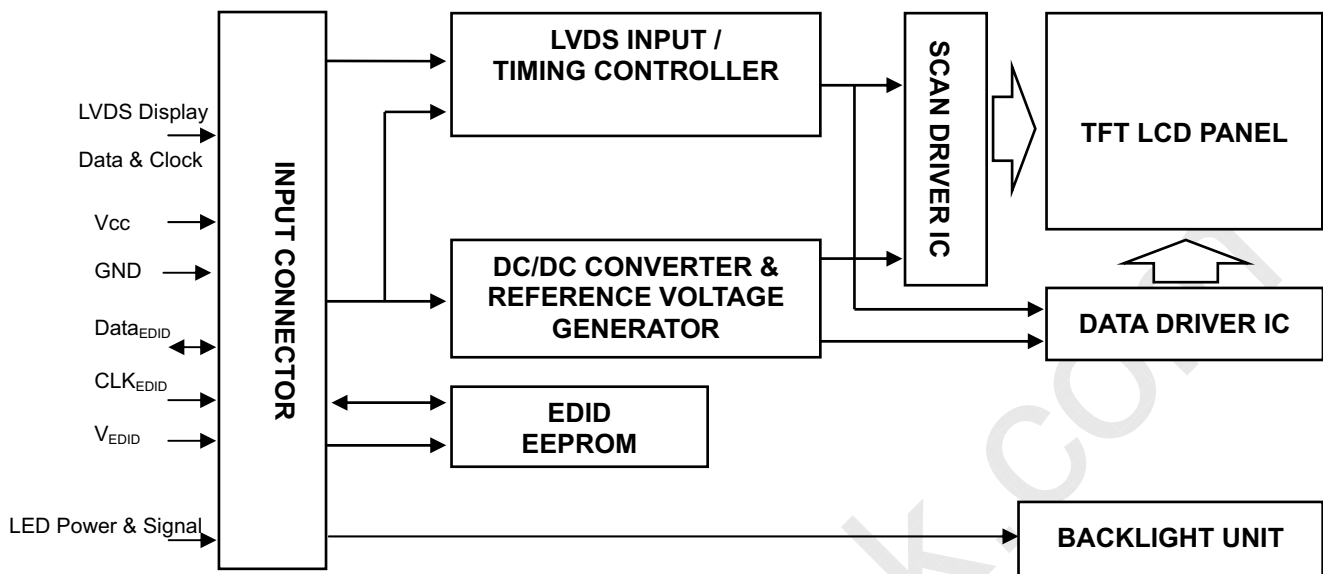 LVDS INPUT /
TIMING CONTROLLER
SCAN DRIVER IC
TFT LCD PANEL
LVDS Display
Data & Clock
INPUT CONNECTOR
Vcc
GND
DC/DC CONVERTER &
REFERENCE VOLTAGE
GENERATOR
DATA DRIVER IC
DataEDID
CLKEDID
VEDID
EDID
EEPROM
LED Power & Signal
BACKLIGHT UNIT
k.com